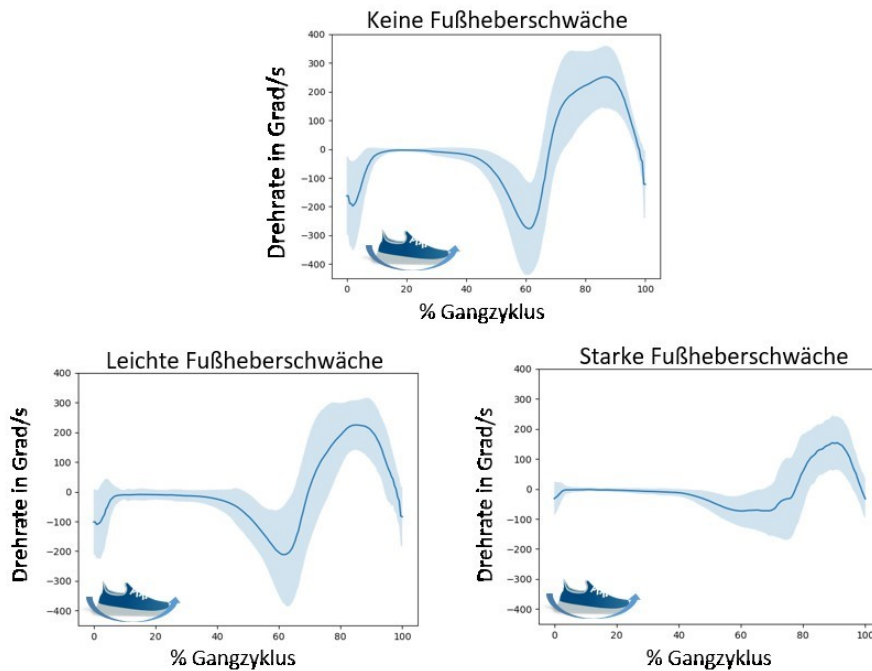 Keine Fußheberschwäche
400
300
200
100
0
−100
−200
−300
−400
Drehrate in Grad/s
0 20 40 60 80 100
% Gangzyklus
Leichte Fußheberschwäche
400
300
200
100
0
−100
−200
−300
−400
Drehrate in Grad/s
0 20 40 60 80 100
% Gangzyklus
Starke Fußheberschwäche
400
300
200
100
0
−100
−200
−300
−400
Drehrate in Grad/s
0 20 40 60 80 100
% Gangzyklus